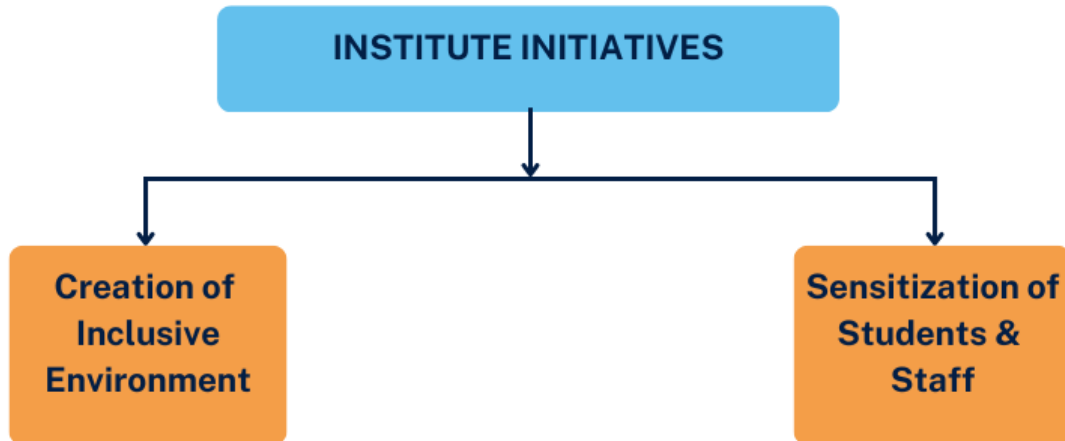 INSTITUTE INITIATIVES
Creation of
Inclusive
Environment
Sensitization of
Students &
Staff